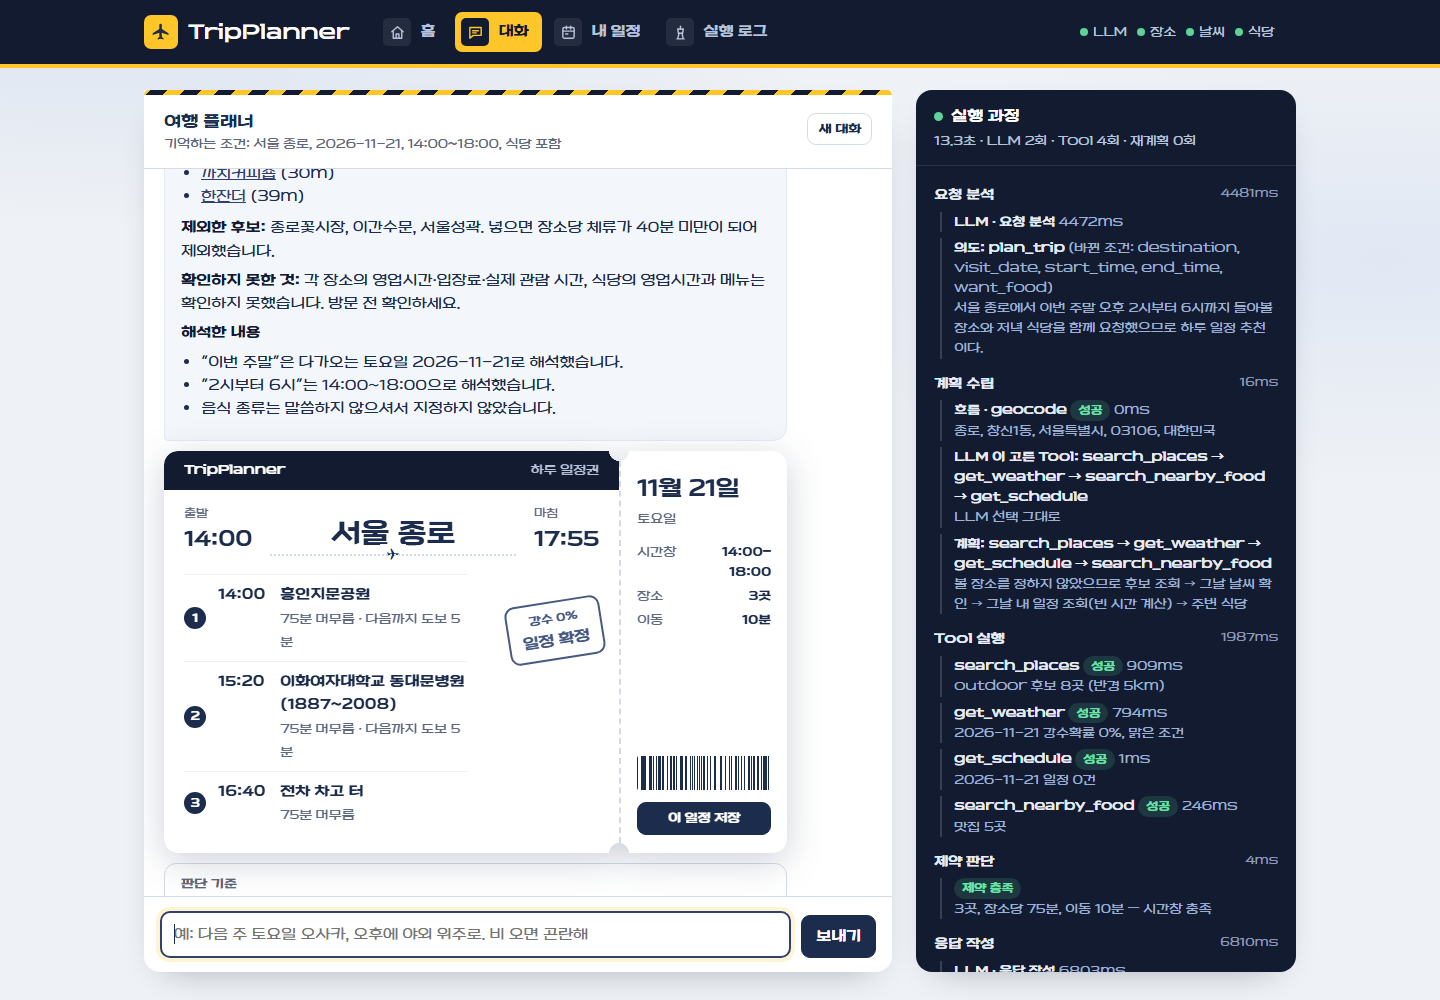 TripPlanner
홈
대화
내 일정
실행 로그
LLM
장소
날씨
식당
여행 플래너
기억하는 조건: 서울 종로, 2026-11-21, 14:00~18:00, 식당 포함
새 대화
까치커피숍 (30m)
한잔더 (39m)
제외한 후보: 종로꽃시장, 이간수문, 서울성곽. 넣으면 장소당 체류가 40분 미만이 되어
제외했습니다.
확인하지 못한 것: 각 장소의 영업시간·입장료·실제 관람 시간, 식당의 영업시간과 메뉴는
확인하지 못했습니다. 방문 전 확인하세요.
해석한 내용
"이번 주말"은 다가오는 토요일 2026-11-21로 해석했습니다.
"2시부터 6시"는 14:00~18:00으로 해석했습니다.
음식 종류는 말씀하지 않으셔서 지정하지 않았습니다.
TripPlanner
하루 일정권
출발
14:00
서울 종로
마침
17:55
1
14:00
흥인지문공원
75분 머무름 · 다음까지 도보 5
분
2
15:20
이화여자대학교 동대문병원
(1887~2008)
75분 머무름 · 다음까지 도보 5
분
3
16:40
전차 차고 터
75분 머무름
강수 0%
일정 확정
11월 21일
토요일
시간창
14:00–
18:00
장소
3곳
이동
10분
이 일정 저장
판단 기준
예: 다음 주 토요일 오사카, 오후에 야외 위주로. 비 오면 곤란해
보내기
실행 과정
13.3초 · LLM 2회 · Tool 4회 · 재계획 0회
요청 분석
4481ms
LLM · 요청 분석 4472ms
의도: plan_trip (바뀐 조건: destination,
visit_date, start_time, end_time,
want_food)
서울 종로에서 이번 주말 오후 2시부터 6시까지 돌아볼
장소와 저녁 식당을 함께 요청했으므로 하루 일정 추천
이다.
계획 수립
16ms
흐름 · geocode 성공 0ms
종로, 창신1동, 서울특별시, 03106, 대한민국
LLM 이 고른 Tool: search_places →
get_weather → search_nearby_food
→ get_schedule
LLM 선택 그대로
계획: search_places → get_weather →
get_schedule → search_nearby_food
볼 장소를 정하지 않았으므로 후보 조회 → 그날 날씨 확
인 → 그날 내 일정 조회(빈 시간 계산) → 주변 식당
Tool 실행
1987ms
search_places 성공 909ms
outdoor 후보 8곳 (반경 5km)
get_weather 성공 794ms
2026-11-21 강수확률 0%, 맑은 조건
get_schedule 성공 1ms
2026-11-21 일정 0건
search_nearby_food 성공 246ms
맛집 5곳
제약 판단
4ms
제약 충족
3곳, 장소당 75분, 이동 10분 — 시간창 충족
응답 작성
6810ms
LLM · 응답 작성 6803ms